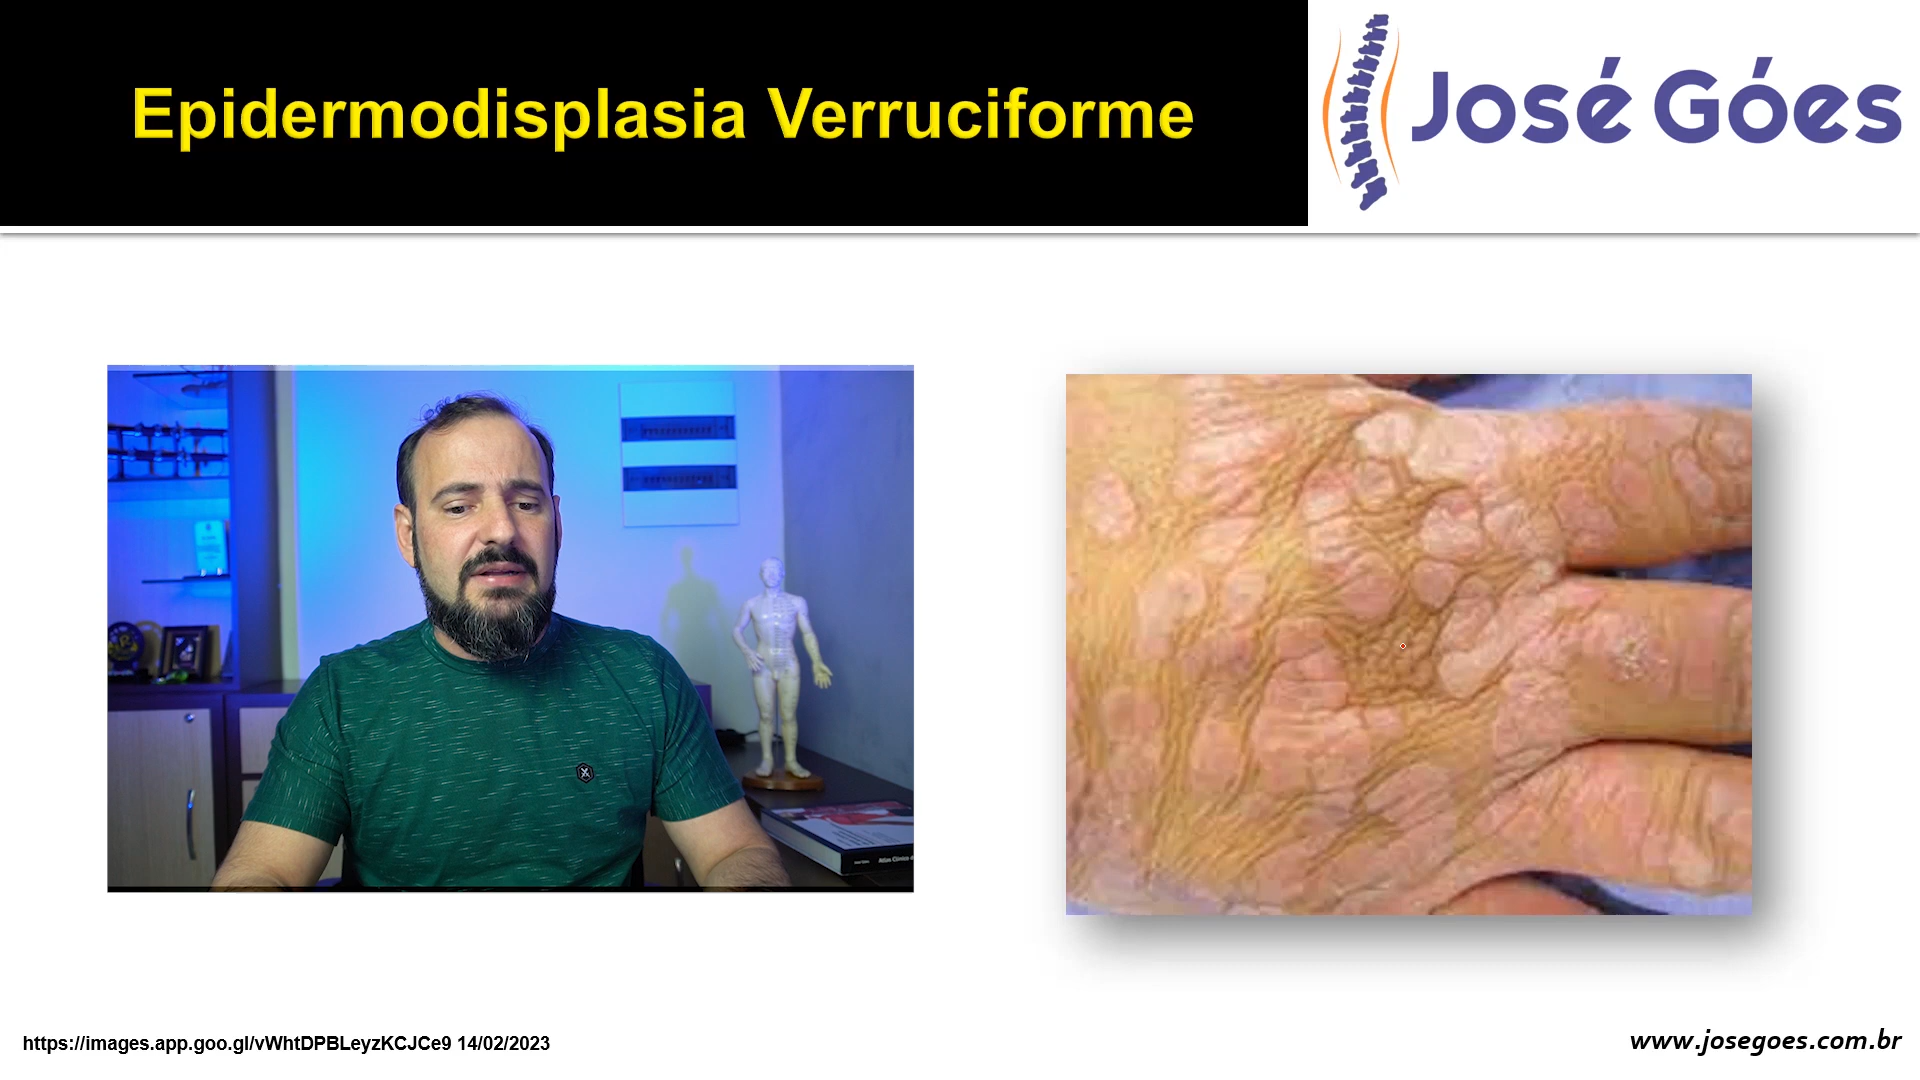 Epidermodisplasia Verruciforme
José Góes
https://images.app.goo.gl/vWhtDPBLeyzKCJCe9 14/02/2023
www.josegoes.com.br